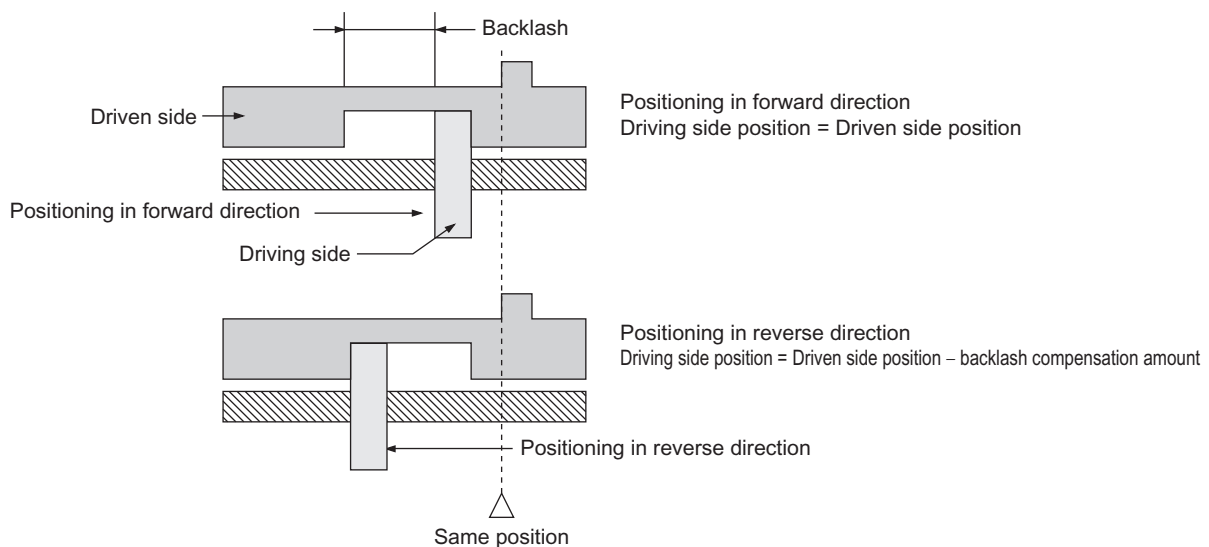 Backlash
Driven side
Positioning in forward direction
Driving side position = Driven side position
Positioning in forward direction
Driving side
Positioning in reverse direction
Driving side position = Driven side position – backlash compensation amount
Positioning in reverse direction
Same position